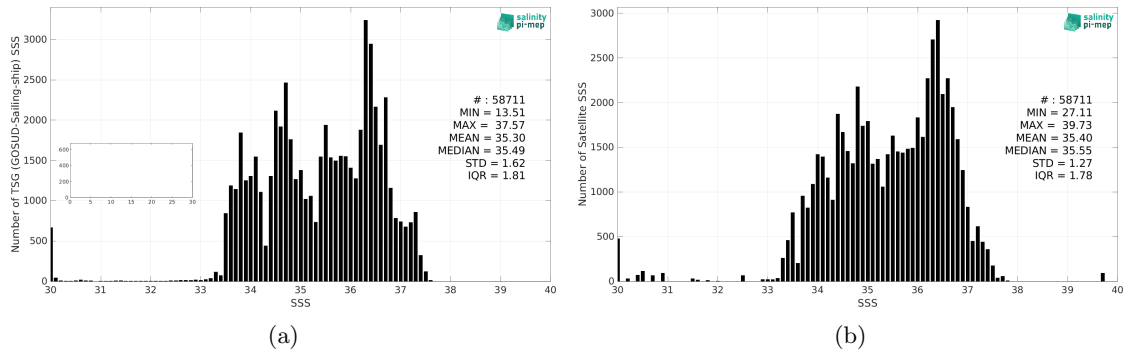 Number of TSG (GOSUD-Sailing-ship) SSS
3000
2500
2000
1500
1000
500
0
600
400
200
0
0 5 10 15 20 25 30
salinity
pi-mep
# : 58711
MIN = 13.51
MAX = 37.57
MEAN = 35.30
MEDIAN = 35.49
STD = 1.62
IQR = 1.81
30 31 32 33 34 35 36 37 38 39 40
SSS
(a)
Number of Satellite SSS
3000
2500
2000
1500
1000
500
0
salinity
pi-mep
# : 58711
MIN = 27.11
MAX = 39.73
MEAN = 35.40
MEDIAN = 35.55
STD = 1.27
IQR = 1.78
30 31 32 33 34 35 36 37 38 39 40
SSS
(b)